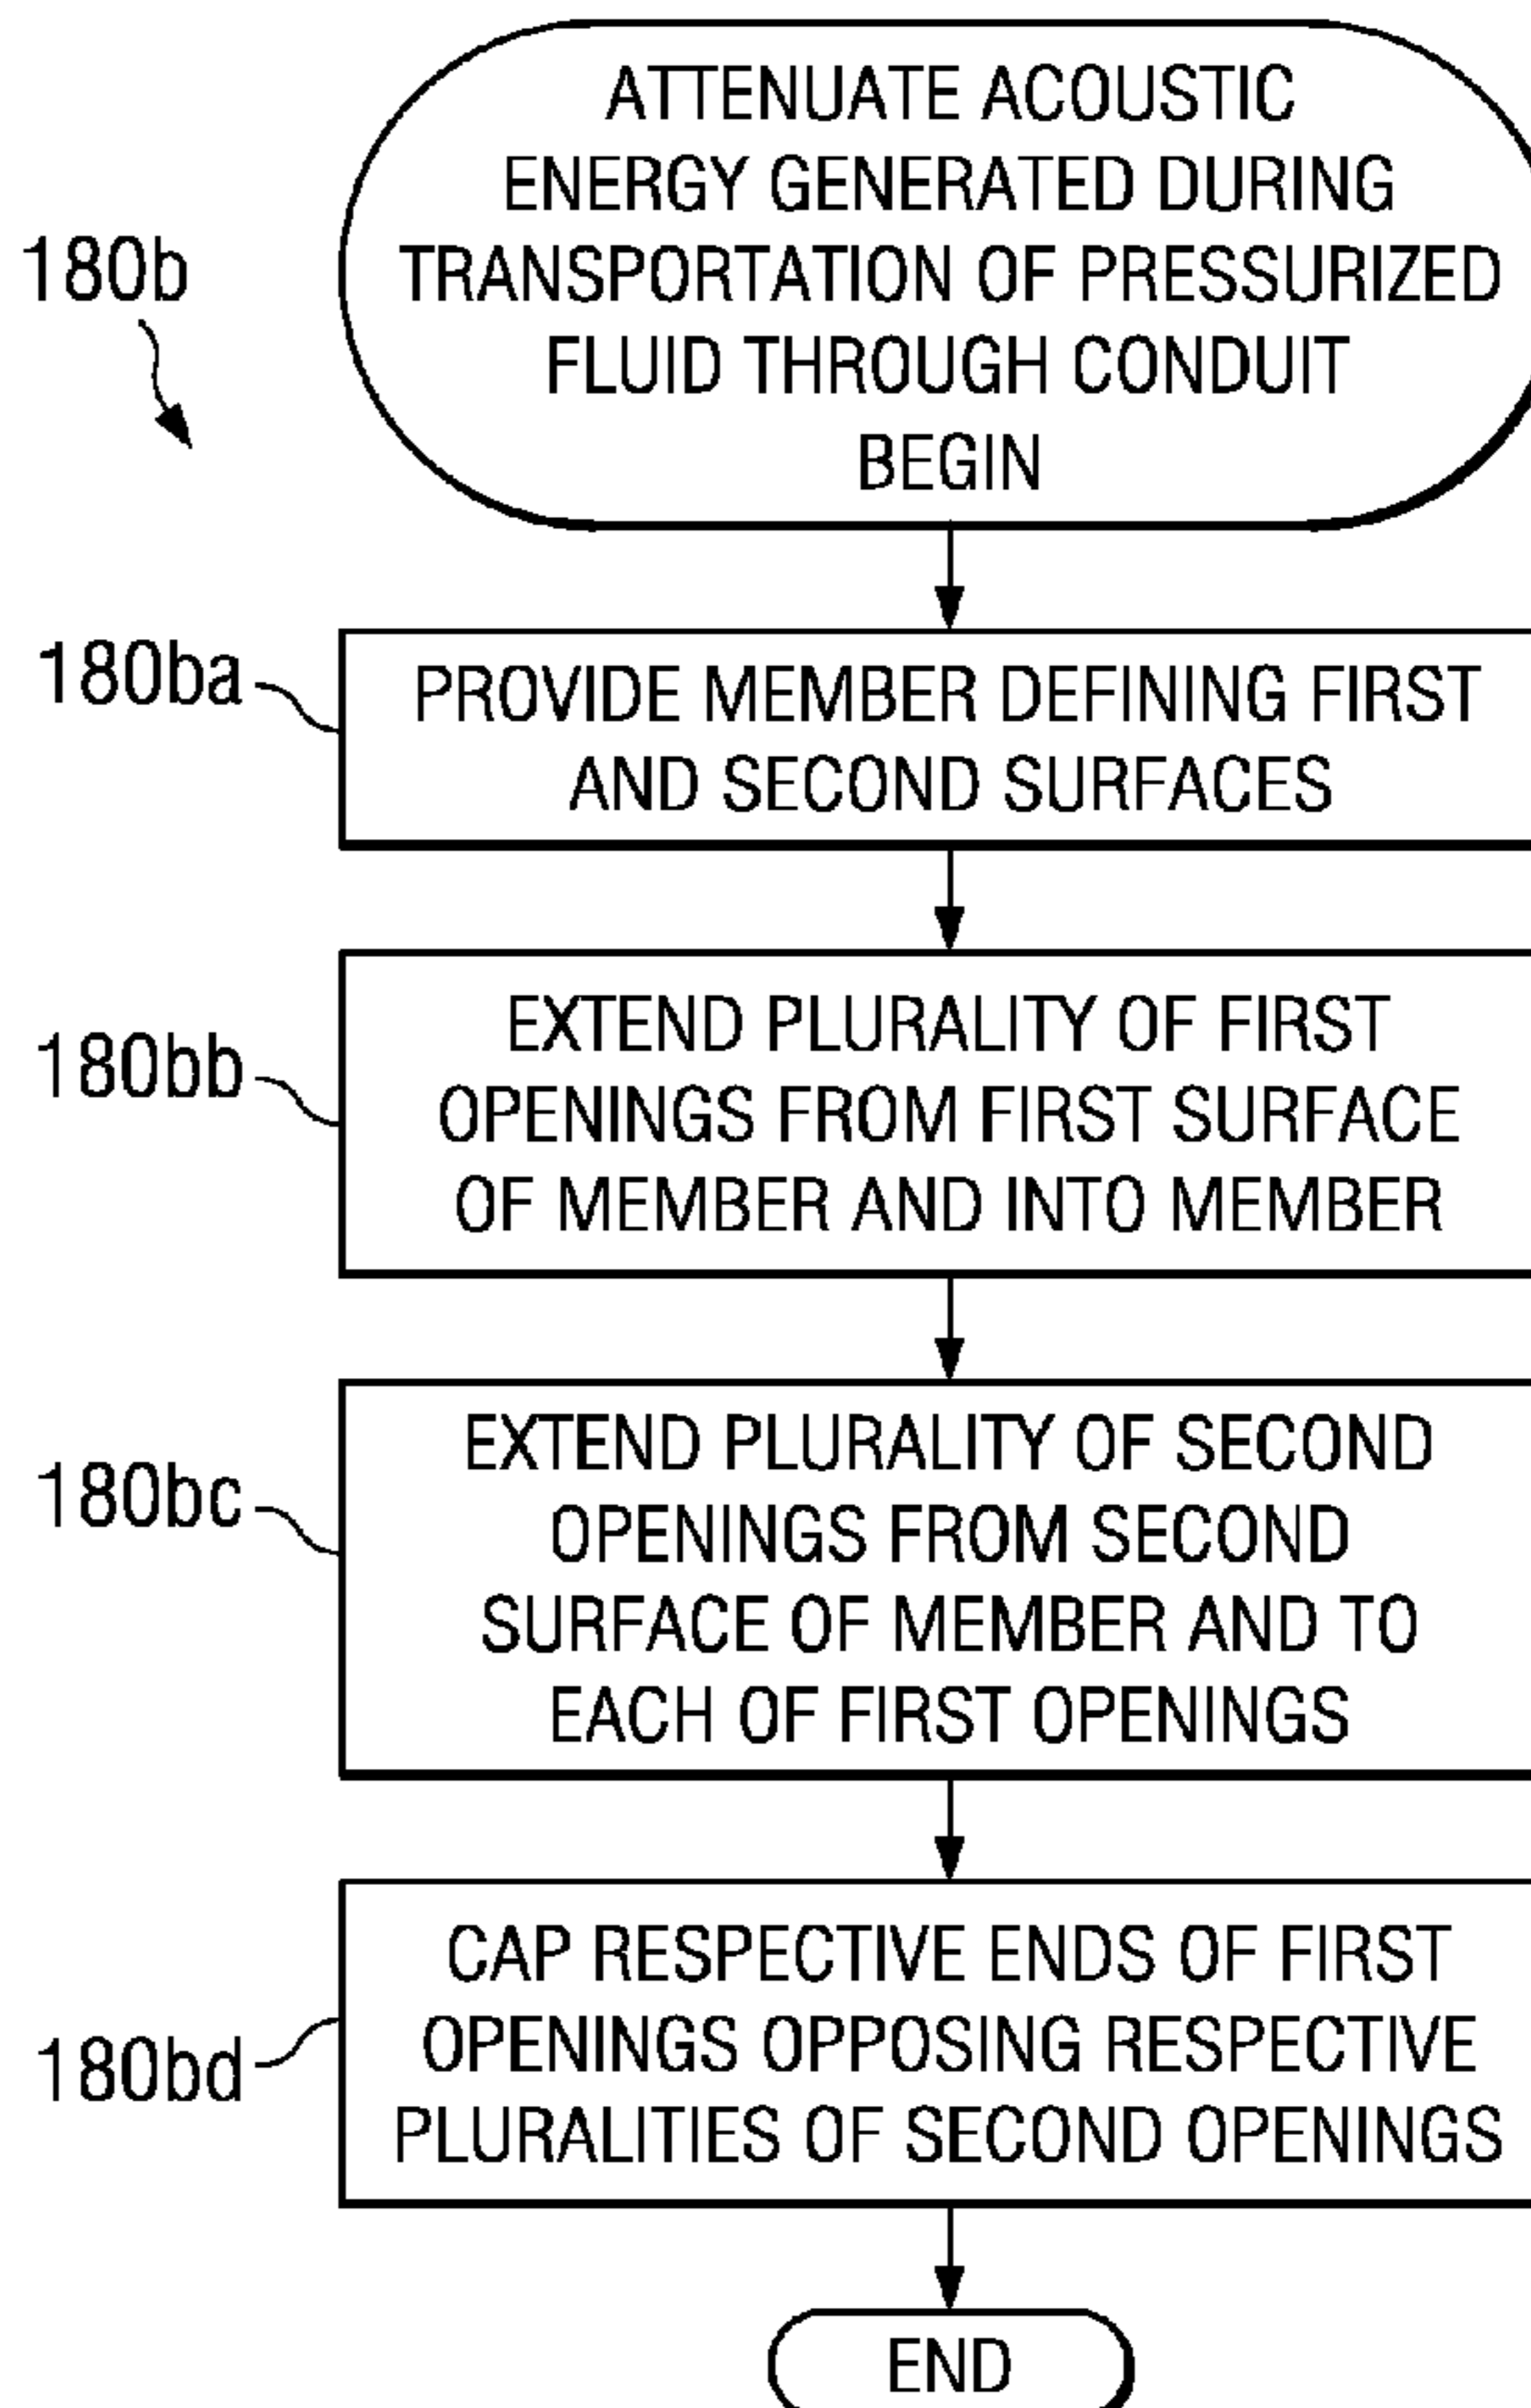 ATTENUATE ACOUSTIC
ENERGY GENERATED DURING
TRANSPORTATION OF PRESSURIZED
FLUID THROUGH CONDUIT
BEGIN
180b
180ba
PROVIDE MEMBER DEFINING FIRST
AND SECOND SURFACES
180bb
EXTEND PLURALITY OF FIRST
OPENINGS FROM FIRST SURFACE
OF MEMBER AND INTO MEMBER
180bc
EXTEND PLURALITY OF SECOND
OPENINGS FROM SECOND
SURFACE OF MEMBER AND TO
EACH OF FIRST OPENINGS
180bd
CAP RESPECTIVE ENDS OF FIRST
OPENINGS OPPOSING RESPECTIVE
PLURALITIES OF SECOND OPENINGS
END